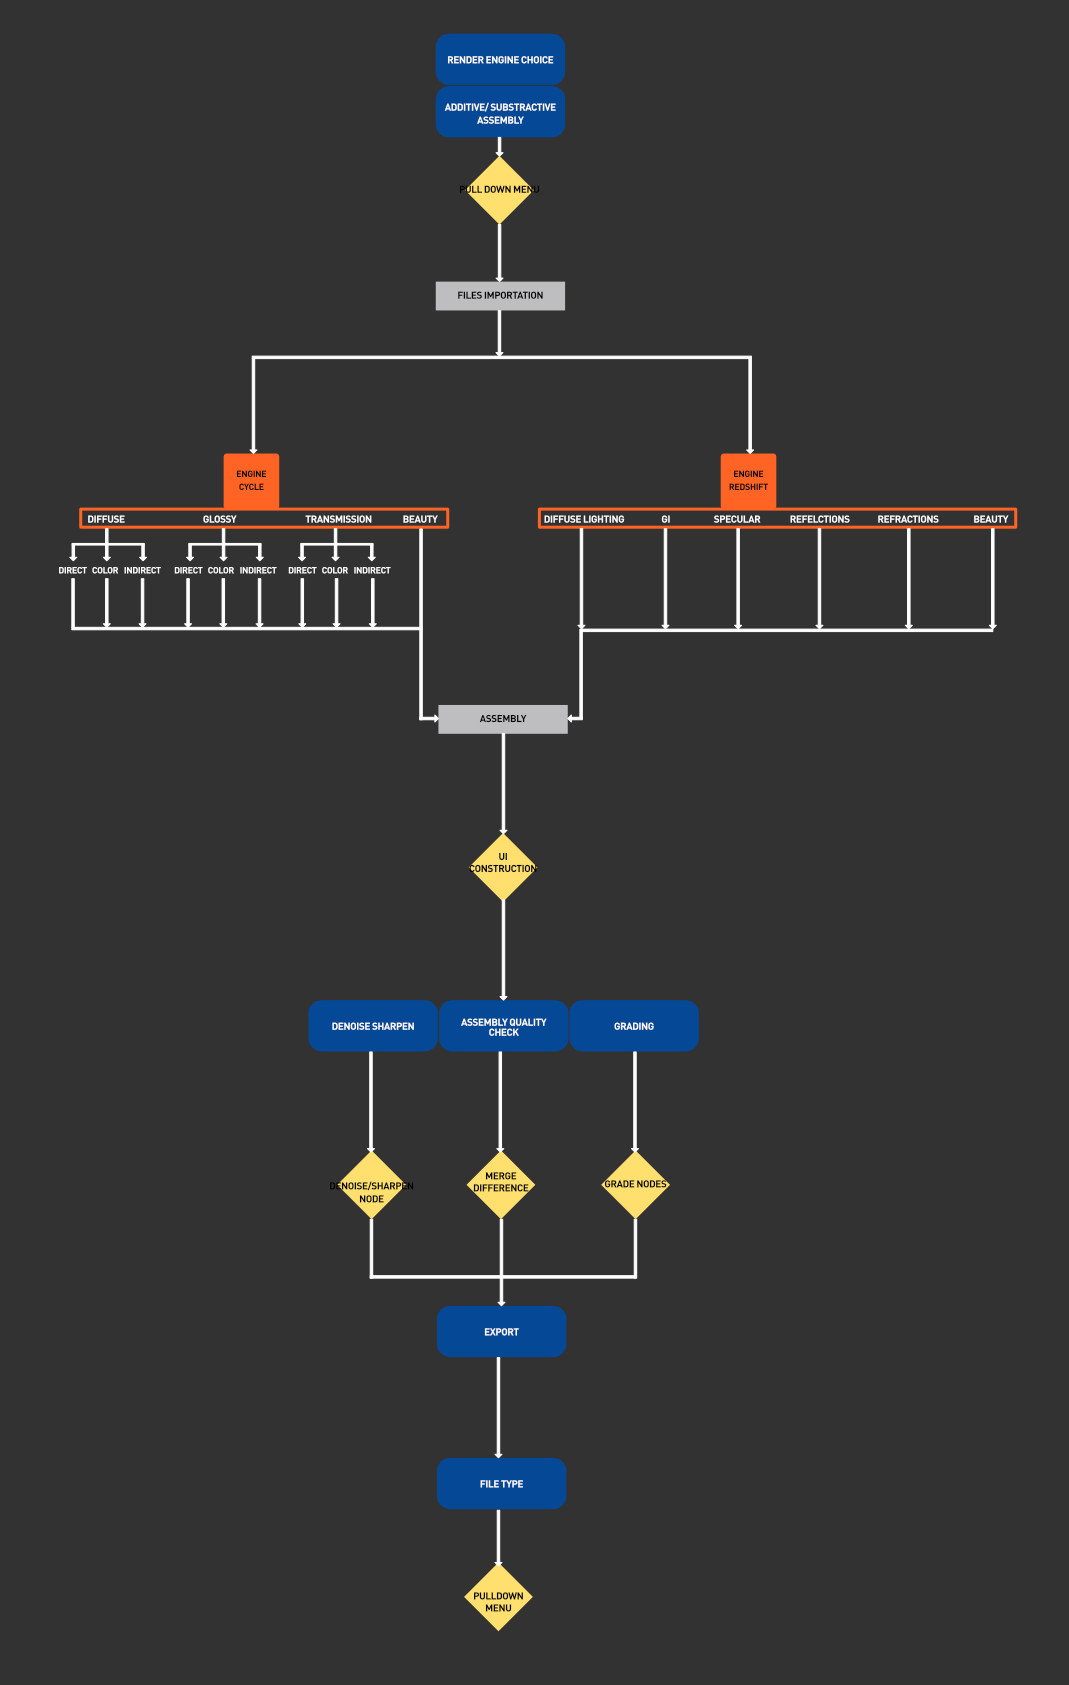 RENDER ENGINE CHOICE
ADDITIVE/ SUBSTRACTIVE
ASSEMBLY
PULL DOWN MENU
FILES IMPORTATION
ENGINE
CYCLE
ENGINE
REDSHIFT
DIFFUSE GLOSSY TRANSMISSION BEAUTY
DIFFUSE LIGHTING GI SPECULAR REFELCTIONS REFRACTIONS BEAUTY
DIRECT COLOR INDIRECT DIRECT COLOR INDIRECT DIRECT COLOR INDIRECT
ASSEMBLY
UI
CONSTRUCTION
DENOISE SHARPEN
ASSEMBLY QUALITY
CHECK
GRADING
DENOISE/SHARPEN
NODE
MERGE
DIFFERENCE
GRADE NODES
EXPORT
FILE TYPE
PULLDOWN
MENU